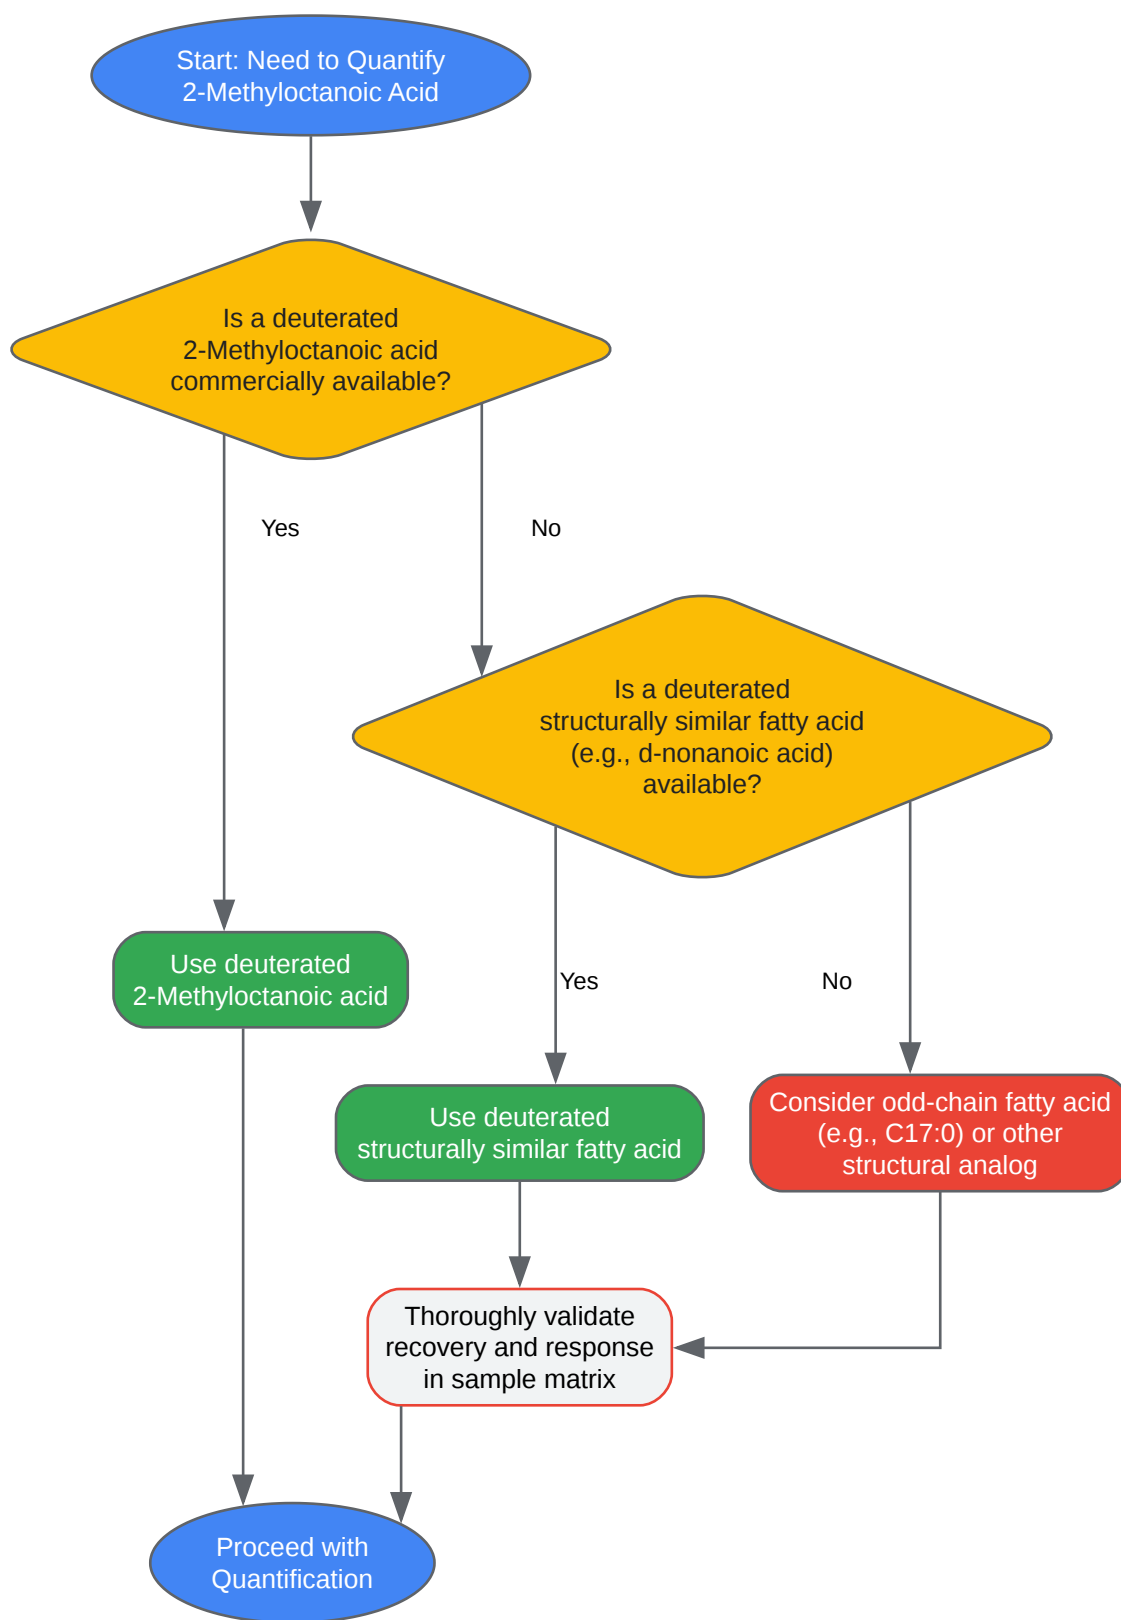 Start: Need to Quantify
2-Methyloctanoic Acid
Is a deuterated
2-Methyloctanoic acid
commercially available?
Yes
No
Is a deuterated
structurally similar fatty acid
(e.g., d-nonanoic acid)
available?
Use deuterated
2-Methyloctanoic acid
Yes
No
Use deuterated
structurally similar fatty acid
Consider odd-chain fatty acid
(e.g., C17:0) or other
structural analog
Thoroughly validate
recovery and response
in sample matrix
Proceed with
Quantification